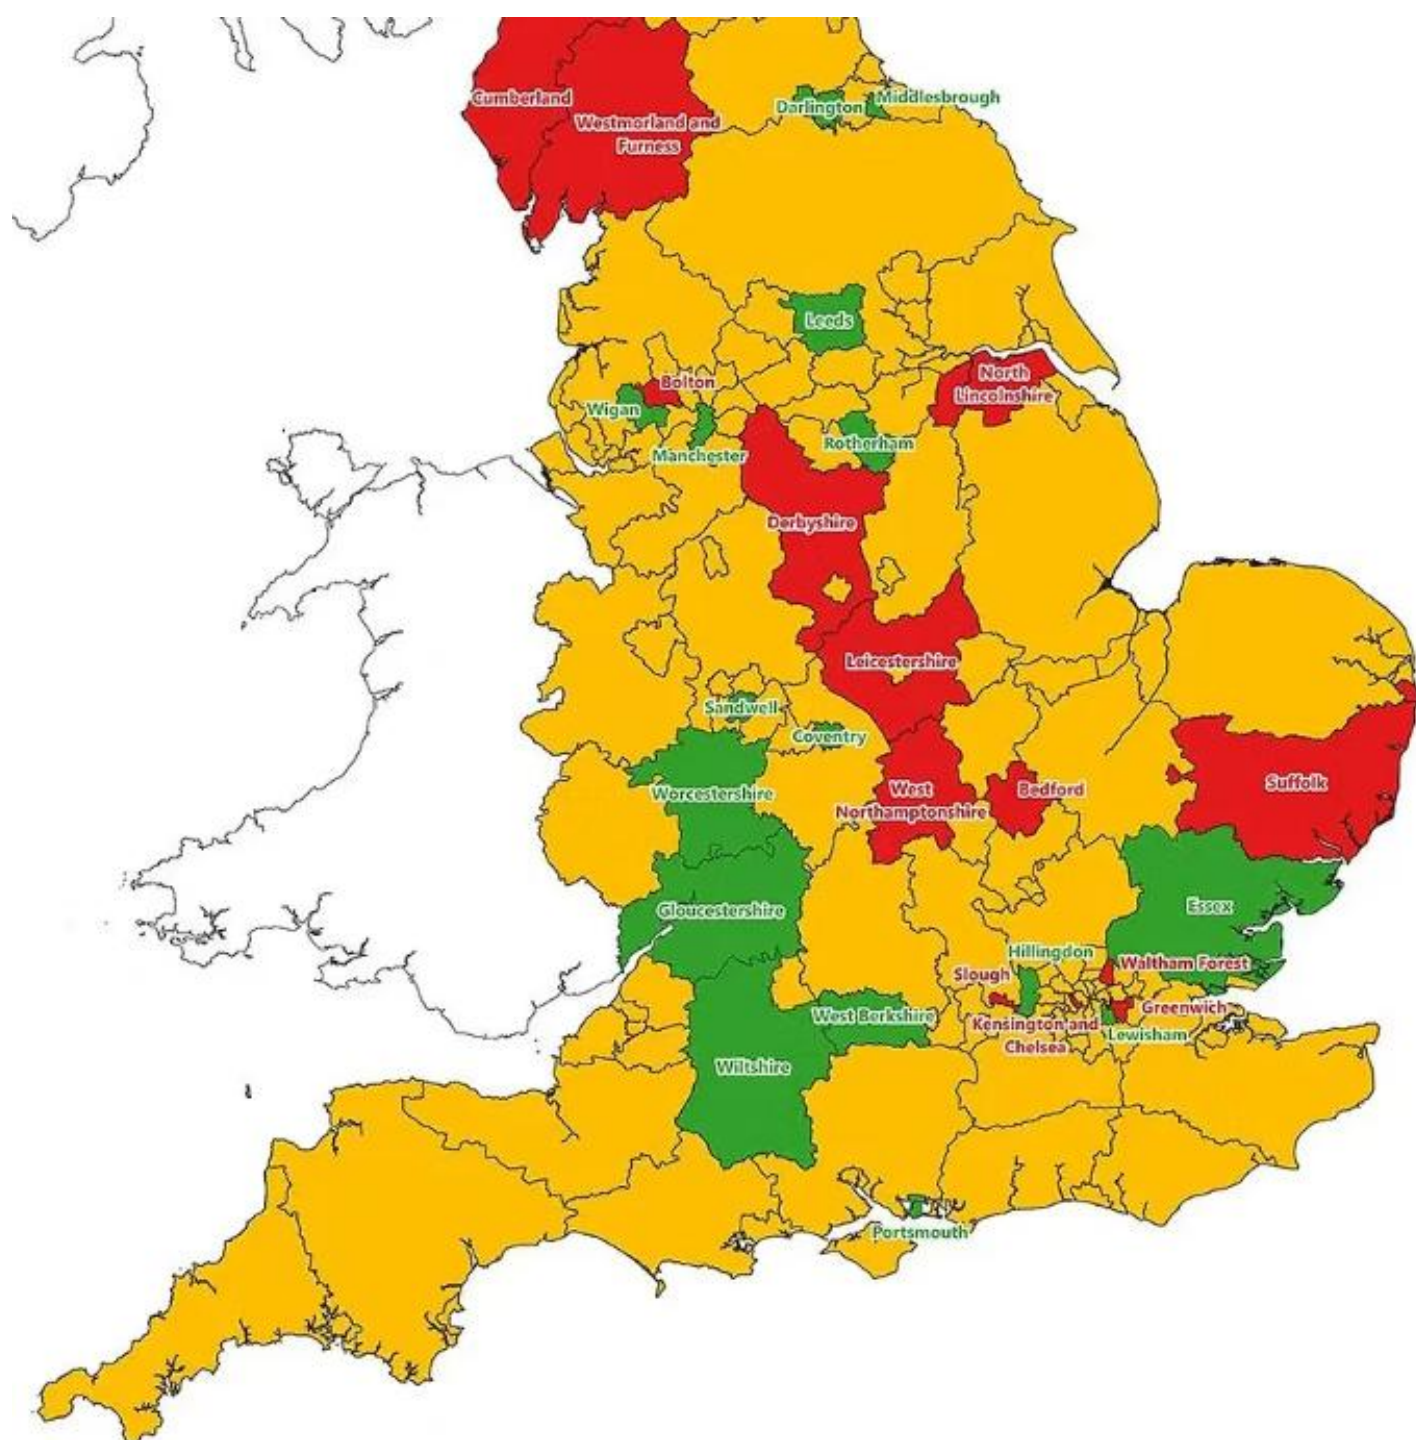 Cumberland
Westmorland and
Furness
Darlington
Middlesbrough
Leeds
North
Lincolnshire
Bolton
Wigan
Manchester
Rotherham
Derbyshire
Leicestershire
Sandwell
Coventry
Worcestershire
West
Northamptonshire
Bedford
Suffolk
Gloucestershire
Essex
Hillingdon
Waltham Forest
Slough
Greenwich
West Berkshire
Kensington and
Chelsea
Lewisham
Wiltshire
Portsmouth